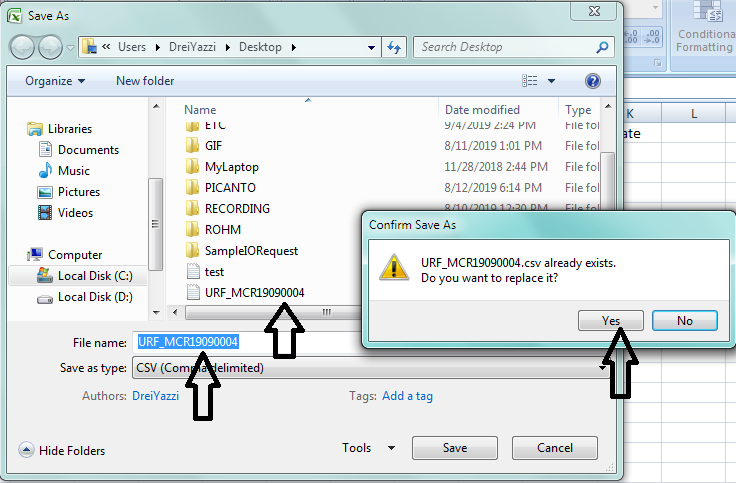 Save As
« Users DreiYazzi Desktop
Search Desktop
Organize New folder
Name Date modified Type
Libraries
Documents
Music
Pictures
Videos
Computer
Local Disk (C:)
Local Disk (D:)
ETC 9/4/2019 2:24 PM File fol
GIF 8/11/2019 1:01 PM File fol
MyLaptop 11/28/2018 2:44 PM File fol
PICANTO 8/12/2019 6:14 PM File fol
RECORDING 8/10/2019 12:30 PM File fol
ROHM
SampleIORequest
test
URF_MCR19090004
File name: URF_MCR19090004
Save as type: CSV (Comma delimited)
Authors: DreiYazzi Tags: Add a tag
Hide Folders
Tools Save Cancel
Confirm Save As
URF_MCR19090004.csv already exists.
Do you want to replace it?
Yes No
Conditiona
Formatting
K L
ate